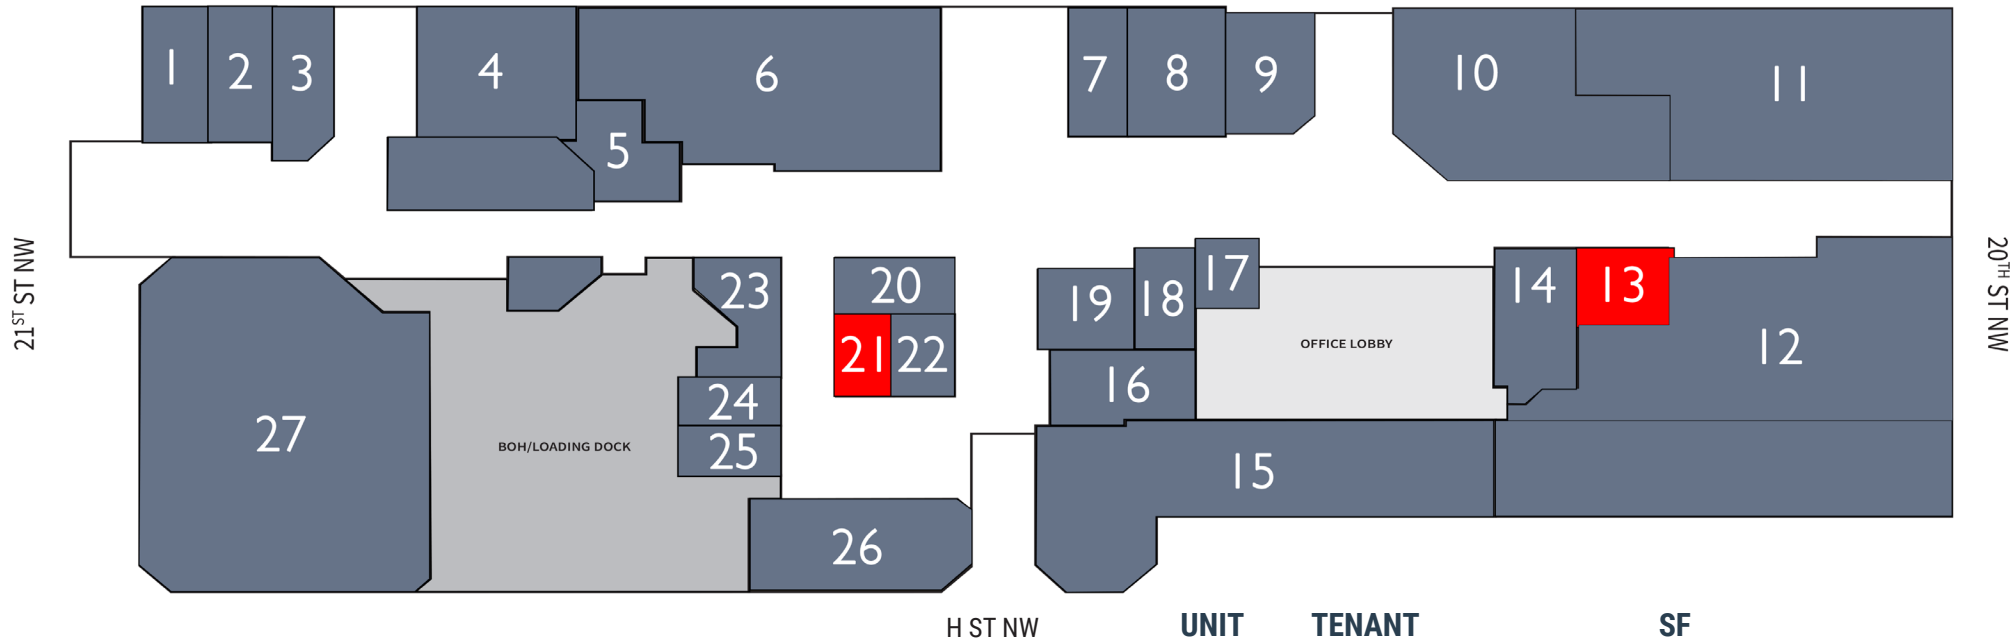 1 2 3 4 6 7 8 9 10 11
5
21ST ST NW
20TH ST NW
23 20 19 18 17 14 13
21 22 OFFICE LOBBY 12
24 16
27 BOH/LOADING DOCK 25 15
26
H ST NW
UNIT TENANT SF